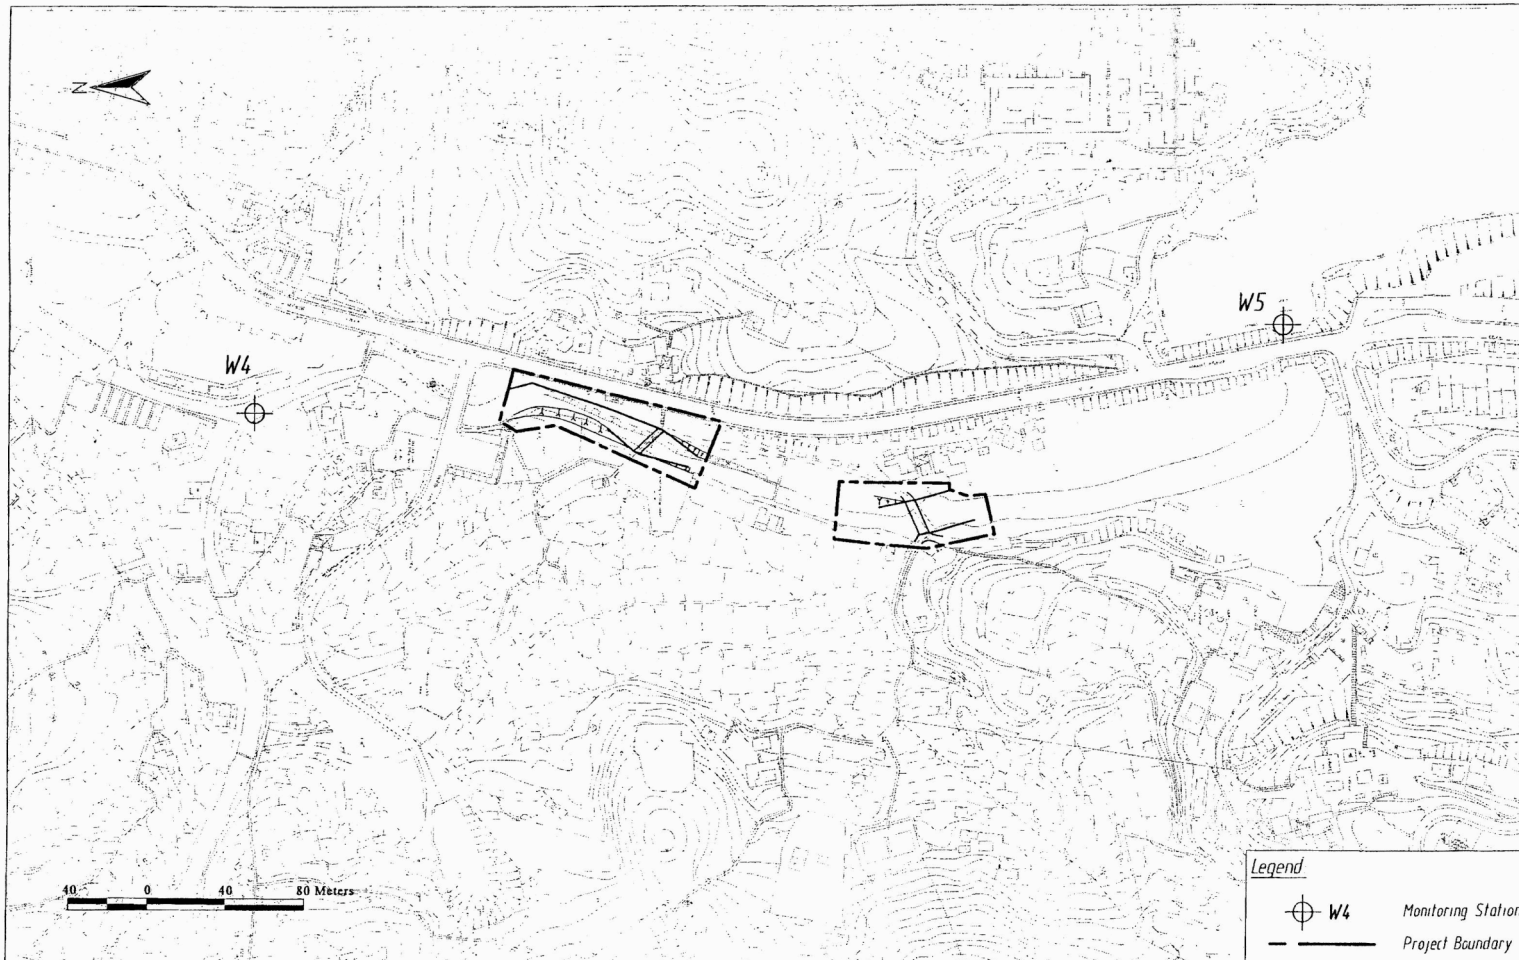 N
W5
W4
40 0 40 80 Meters
Legend
W4 Monitoring Station
Project Boundary